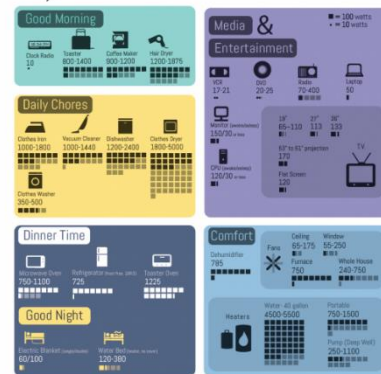 Good Morning
Clock Radio
10
Toaster
800-1400
Coffee Maker
900-1200
Hair Dryer
1200-1875
Daily Chores
Clothes Iron
1000-1800
Vacuum Cleaner
1000-1440
Dishwasher
1200-2400
Clothes Dryer
1800-5000
Clothes Washer
350-500
Dinner Time
Microwave Oven
750-1100
Refrigerator
725
Toaster Oven
1225
Good Night
Electric Blanket
60/100
Water Bed
120-380
Media &
Entertainment
= 100 watts
= 10 watts
VCR
17-21
DVD
20-25
Radio
70-400
Laptop
50
Monitor
150/30
CPU
120/30
19"
65-110
27"
113
36"
133
53" to 61" projection
170
Flat Screen
120
TV
Comfort
Dehumidifier
785
Fans
Ceiling
65-175
Window
55-250
Furnace
750
Whole House
240-750
Heaters
Water- 40 gallon
4500-5500
Portable
750-1500
Pump (Deep Well)
250-1100